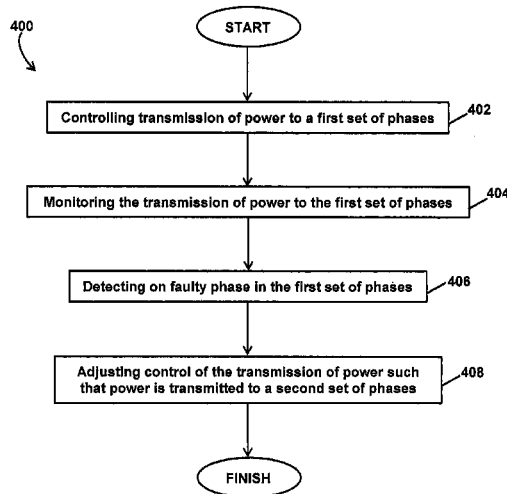 START
400
Controlling transmission of power to a first set of phases
402
Monitoring the transmission of power to the first set of phases
404
Detecting on faulty phase in the first set of phases
406
Adjusting control of the transmission of power such
that power is transmitted to a second set of phases
408
FINISH